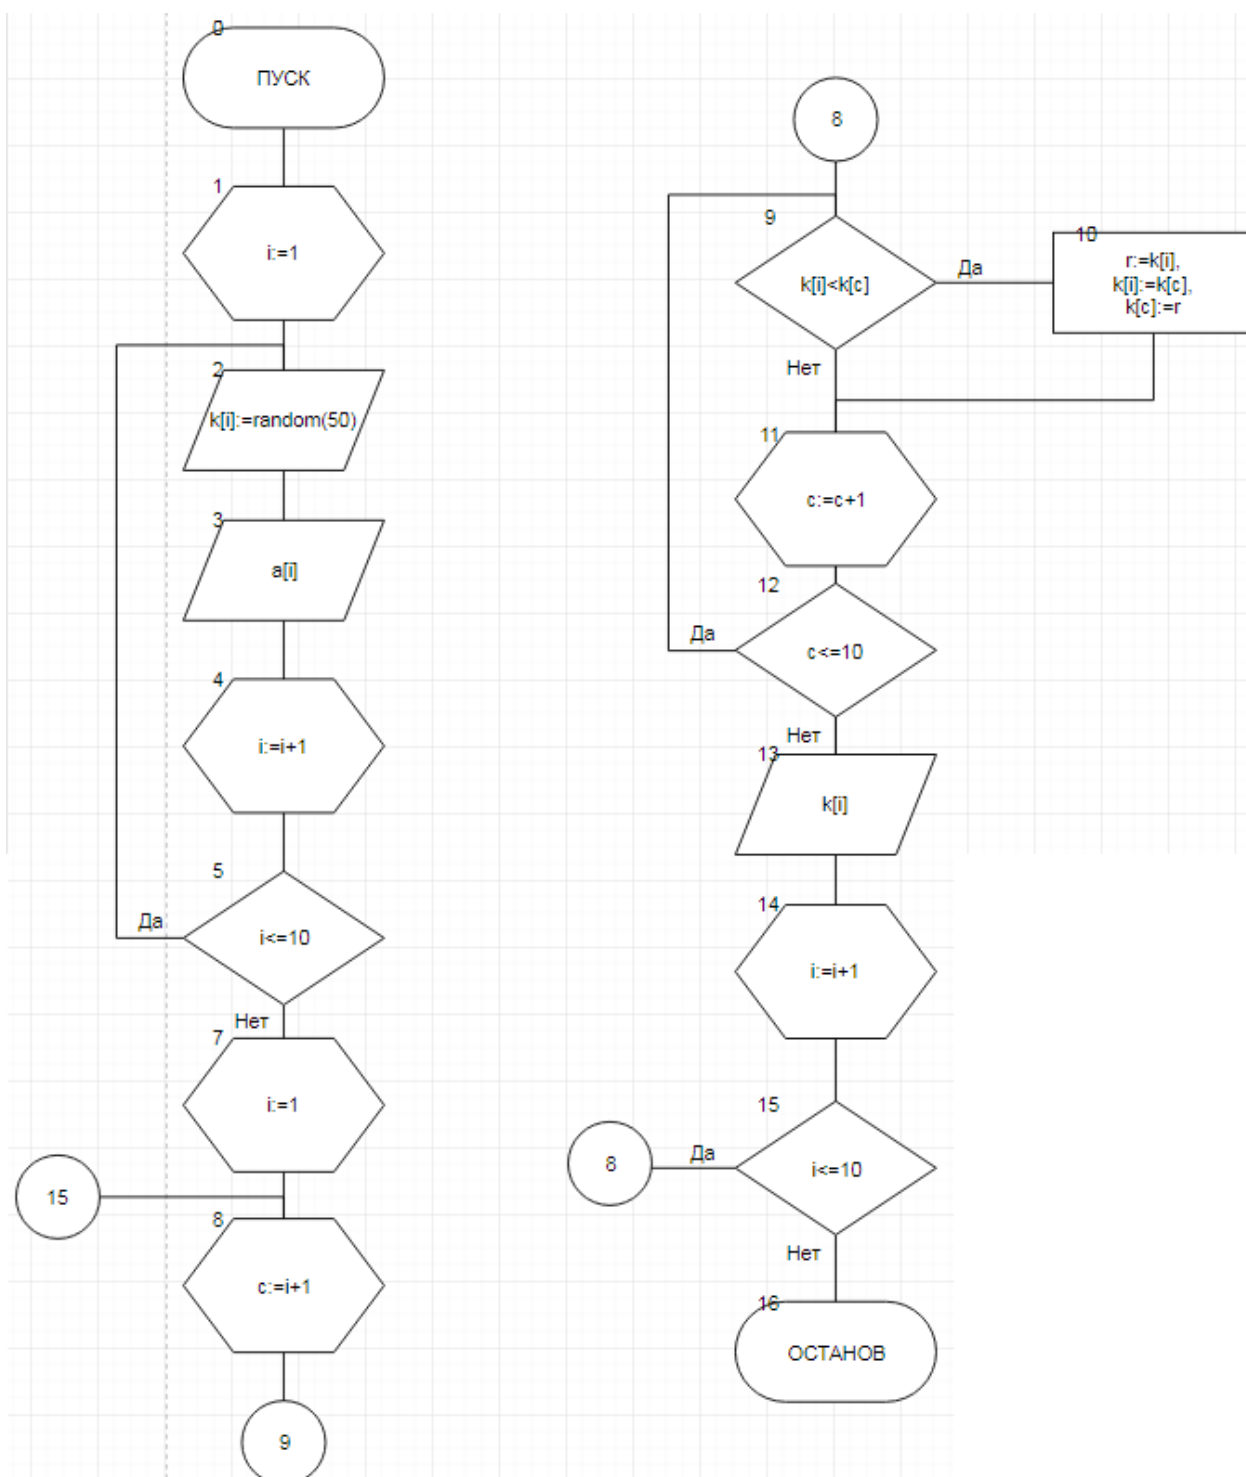 0
ПУСК
1
i:=1
2
k[i]:=random(50)
3
a[i]
4
i:=i+1
5
i<=10
Да
Нет
7
i:=1
15
8
c:=i+1
9
8
9
k[i]<k[c]
Да
10
r:=k[i],
k[i]:=k[c],
k[c]:=r
Нет
11
c:=c+1
12
c<=10
Да
Нет
13
k[i]
14
i:=i+1
15
i<=10
Да
8
Нет
16
ОСТАНОВ